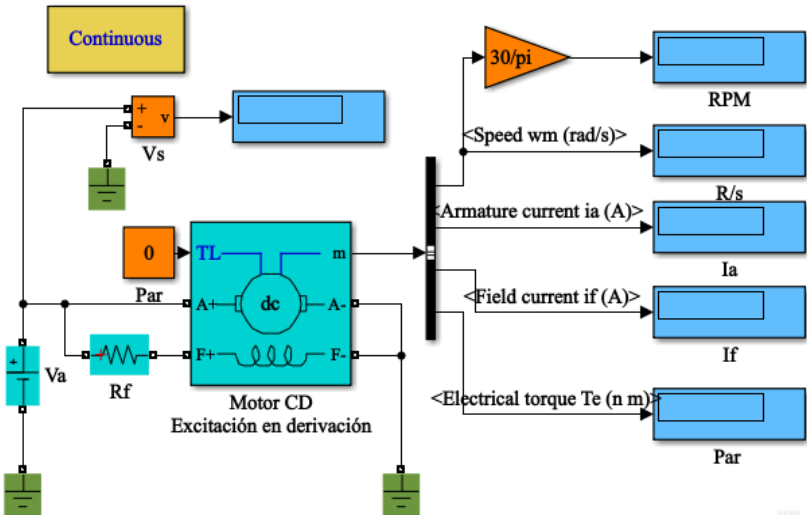 Continuous
30/pi
RPM
+
-
v
Vs
<Speed wm (rad/s)>
R/s
<Armature current ia (A)>
Ia
0
Par
TL
m
A+
dc
A-
F+
F-
<Field current if (A)>
If
+
Va
+
Rf
Motor CD
Excitación en derivación
<Electrical torque Te (n m)>
Par